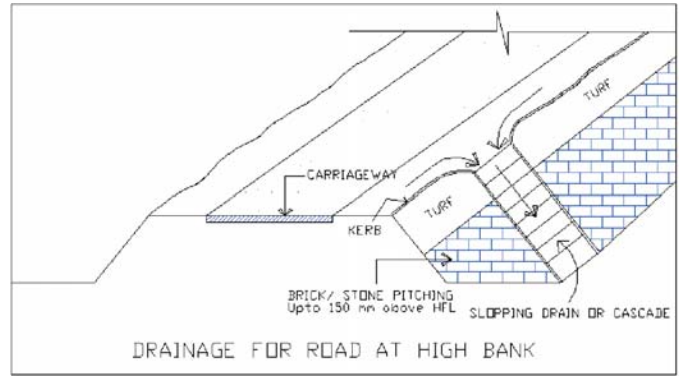 TURF
CARRIAGEWAY
TURF
KERB
BRICK/ STONE PITCHING
Upto 150 mm above HFL
SLOPPING DRAIN OR CASCADE
DRAINAGE FOR ROAD AT HIGH BANK